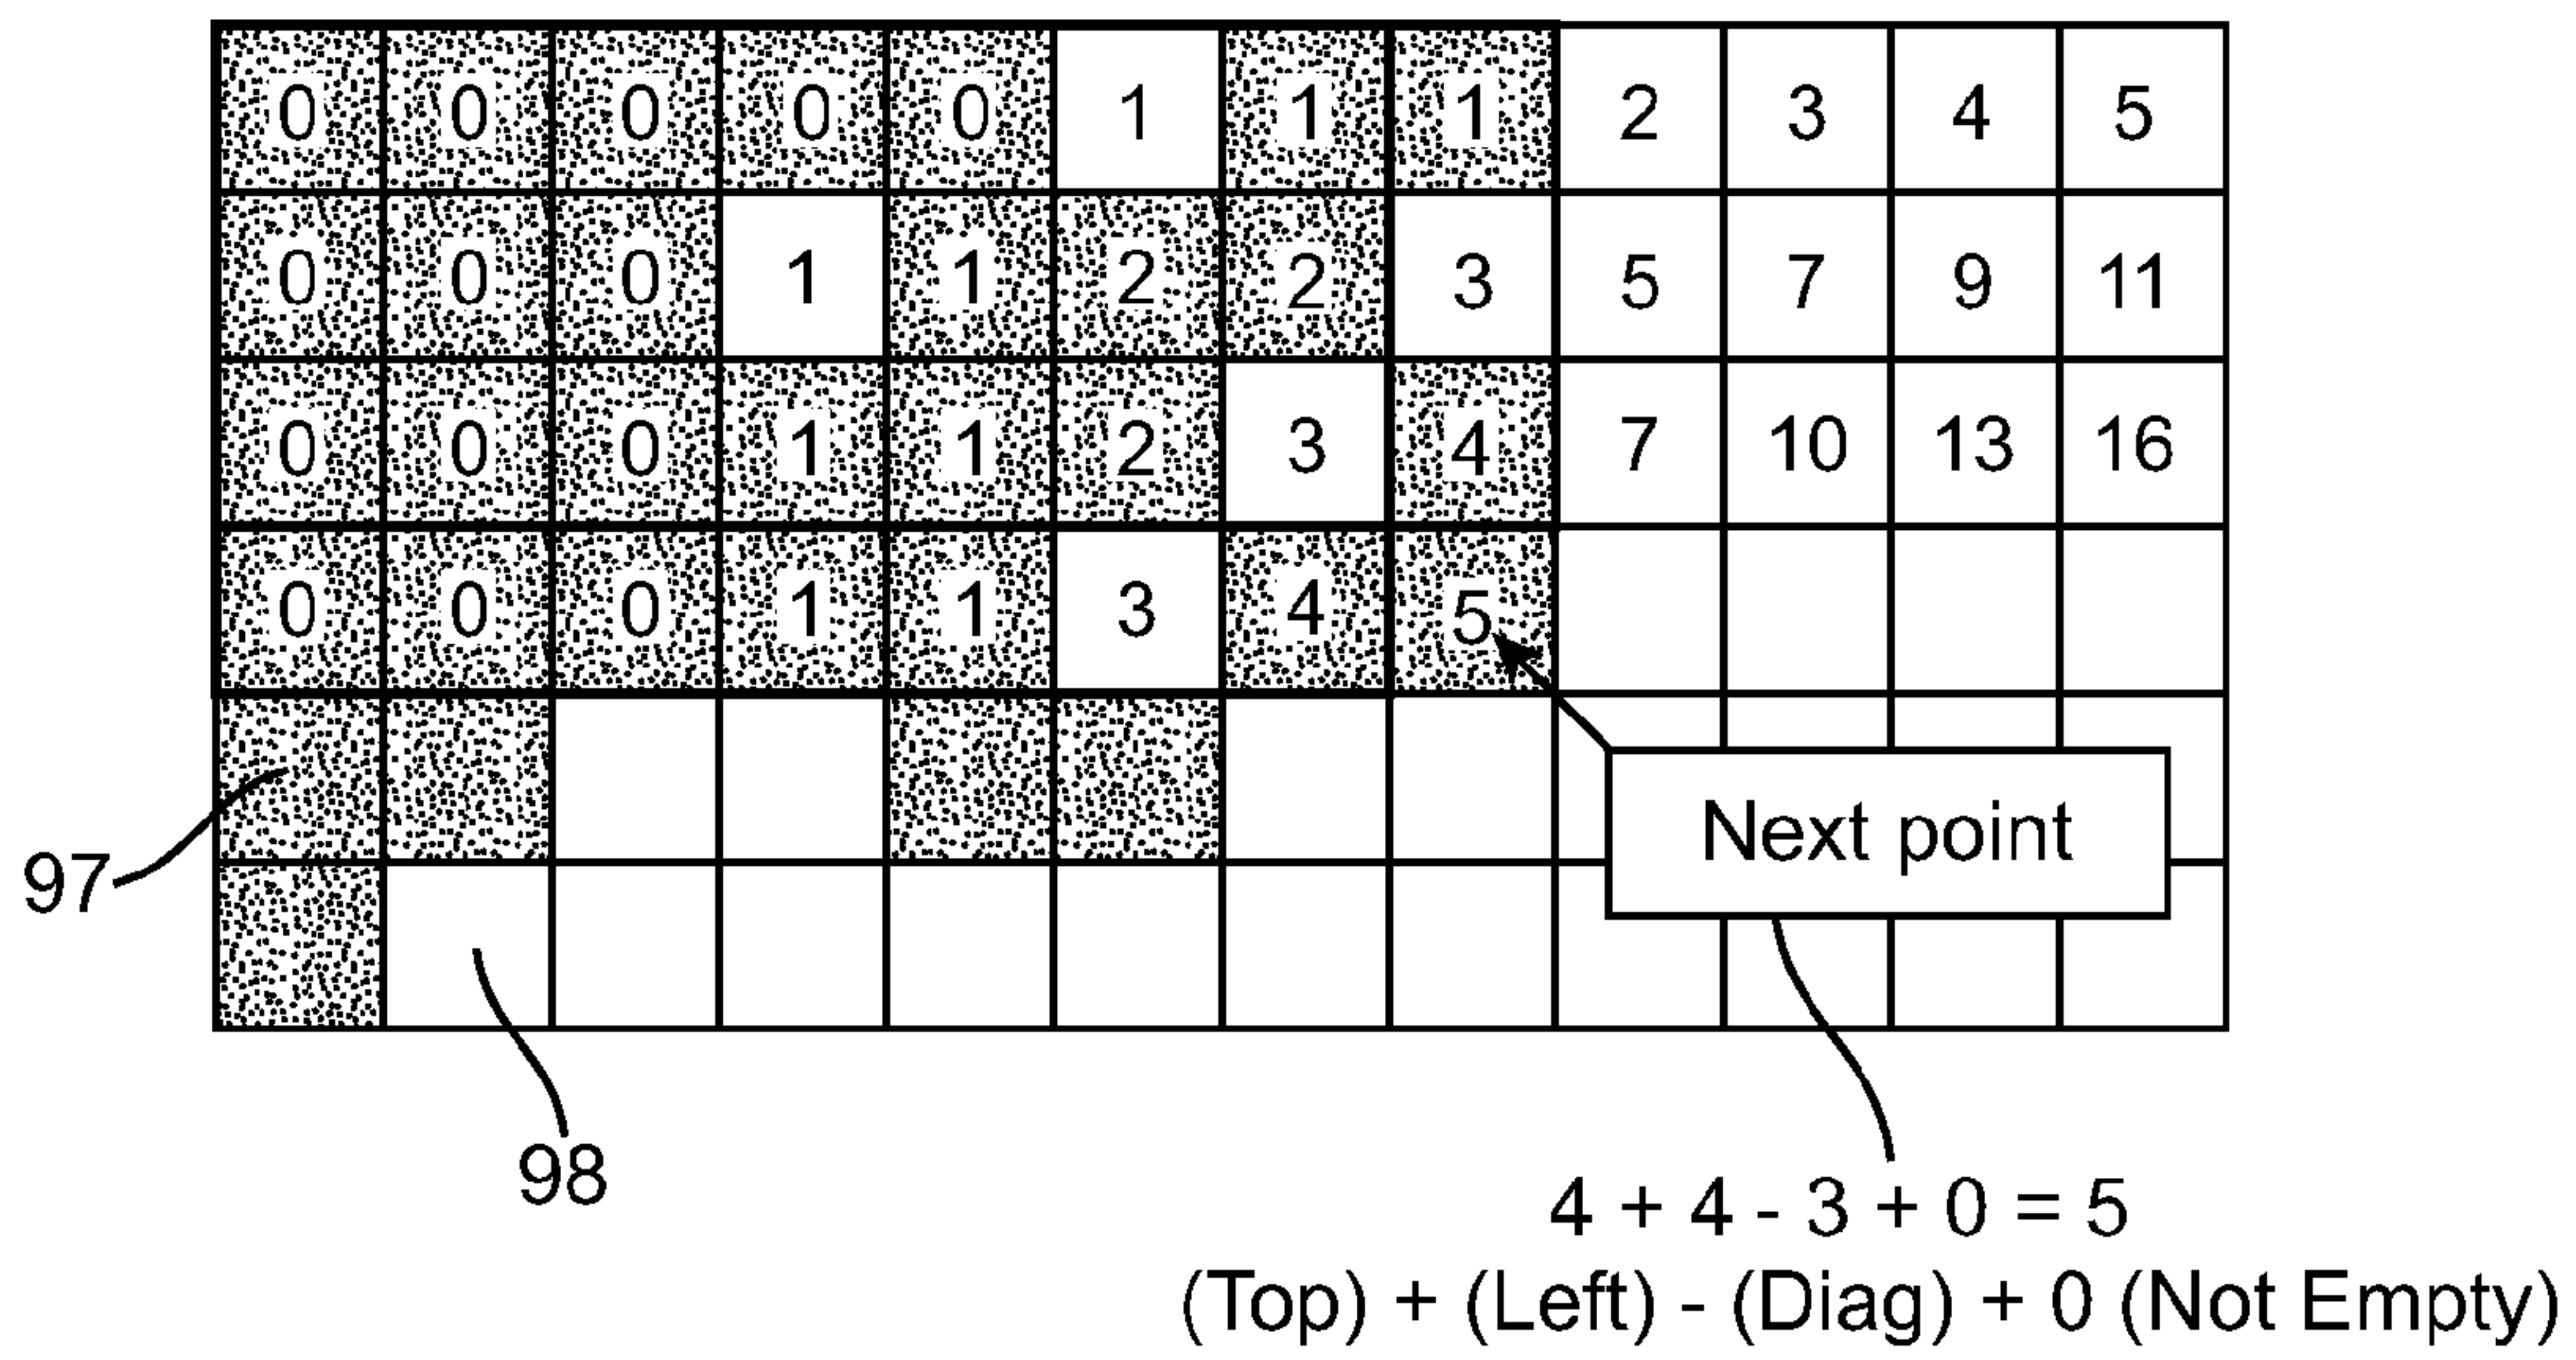 0 0 0 0 0 1 1 1 2 3 4 5
0 0 0 1 1 2 2 3 5 7 9 11
0 0 0 1 1 2 3 4 7 10 13 16
0 0 0 1 1 3 4 5
Next point
97
98
4 + 4 - 3 + 0 = 5
(Top) + (Left) - (Diag) + 0 (Not Empty)